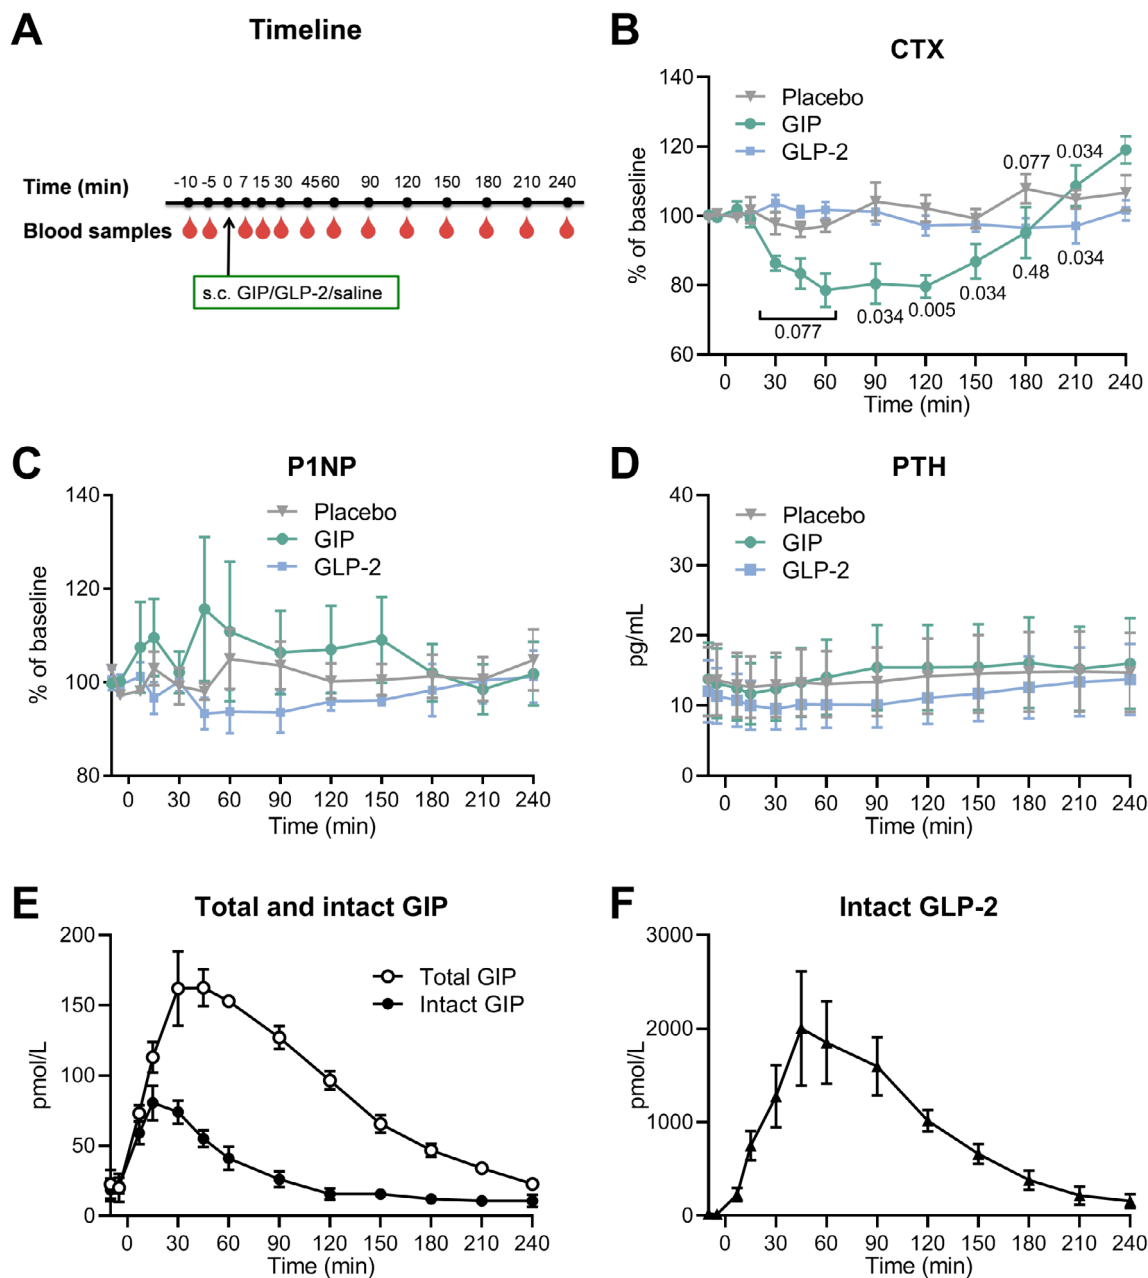 A
Timeline
Time (min)
-10 -5 0 7 15 30 45 60 90 120 150 180 210 240
Blood samples
s.c. GIP/GLP-2/saline
B
CTX
140
120
100
80
60
% of baseline
Placebo
GIP
GLP-2
0.077
0.034
0.005
0.034
0.48
0.077
0.034
0.034
0 30 60 90 120 150 180 210 240
Time (min)
C
P1NP
140
120
100
80
% of baseline
Placebo
GIP
GLP-2
0 30 60 90 120 150 180 210 240
Time (min)
D
PTH
40
30
20
10
0
pg/mL
Placebo
GIP
GLP-2
0 30 60 90 120 150 180 210 240
Time (min)
E
Total and intact GIP
200
150
100
50
0
pmol/L
Total GIP
Intact GIP
0 30 60 90 120 150 180 210 240
Time (min)
F
Intact GLP-2
3000
2000
1000
0
pmol/L
0 30 60 90 120 150 180 210 240
Time (min)